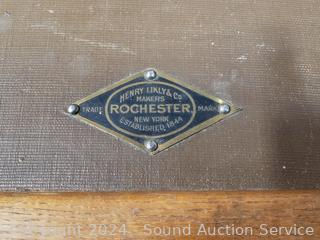 HENRY LIKLY & CO.
MAKERS
TRADE ROCHESTER, MARK
NEW YORK
ESTABLISHED, 1844
Copyright 2024, Sound Auction Service